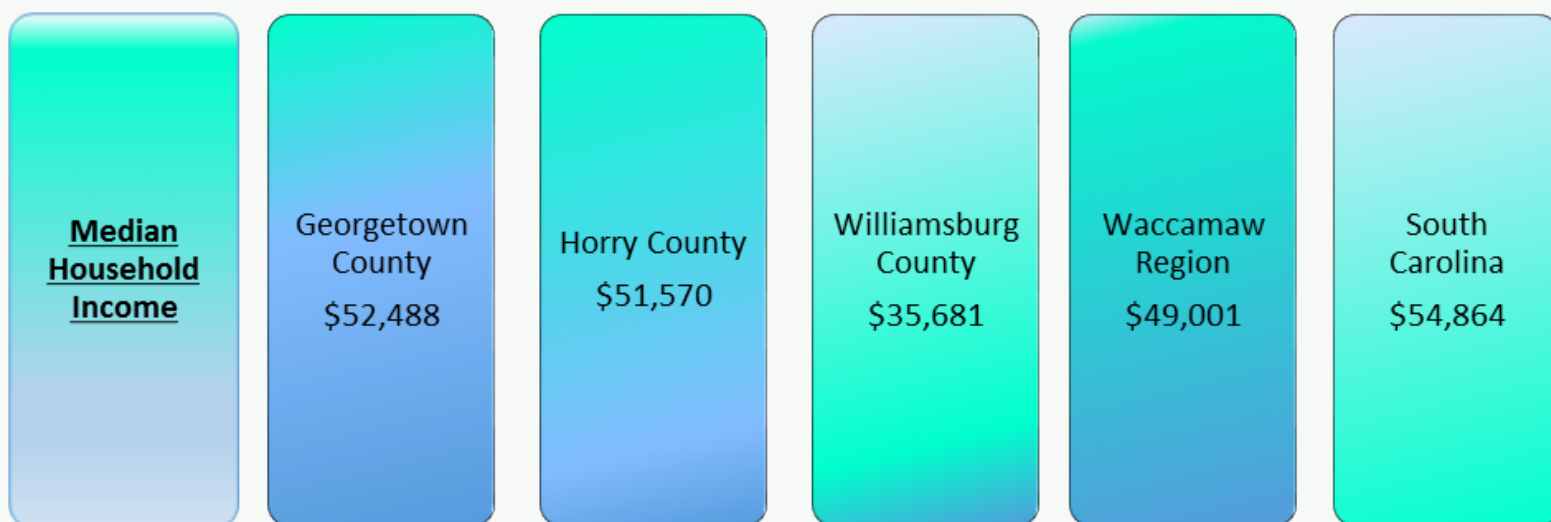 Median
Household
Income
Georgetown
County
$52,488
Horry County
$51,570
Williamsburg
County
$35,681
Waccamaw
Region
$49,001
South
Carolina
$54,864